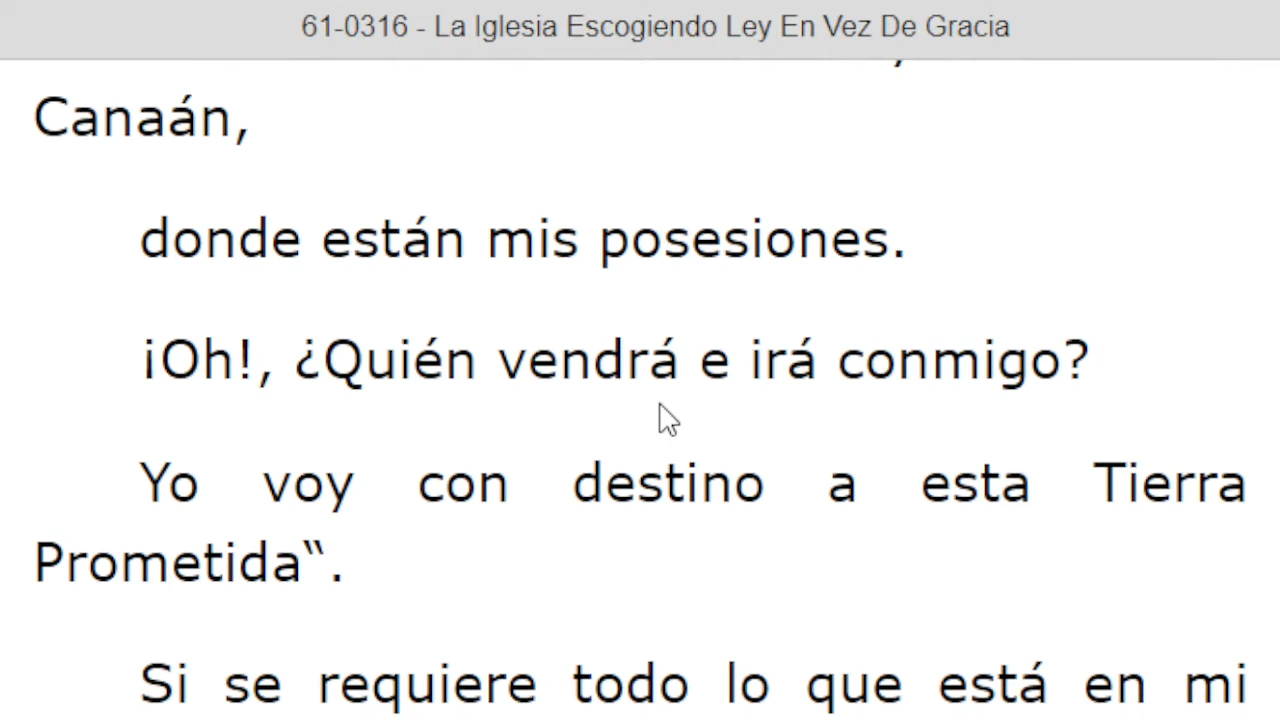 61-0316 - La Iglesia Escogiendo Ley En Vez De Gracia
Canaán,
donde están mis posesiones.
¡Oh!, ¿Quién vendrá e irá conmigo?
Yo voy con destino a esta Tierra
Prometida‟.
Si se requiere todo lo que está en mi